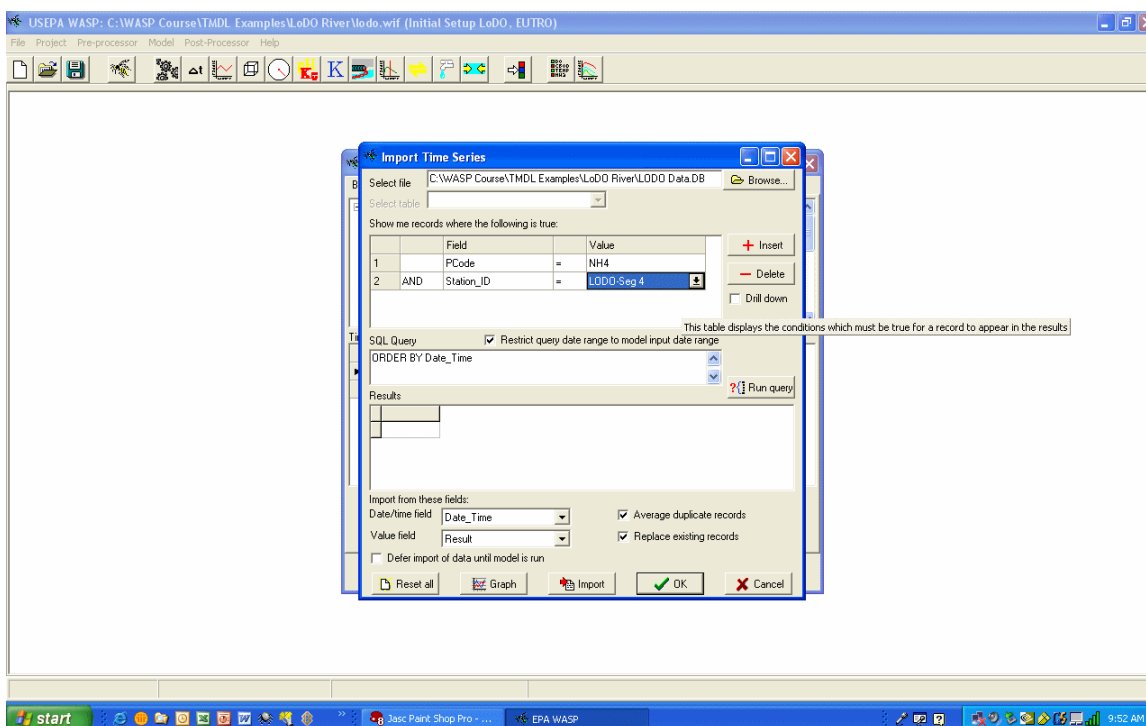 USEPA WASP: C:\WASP Course\TMDL Examples\LoDO River\lodo.wif (Initial Setup LoDO, EUTRO)
File Project Pre-processor Model Post-Processor Help
Δt K
Import Time Series
Select file C:\WASP Course\TMDL Examples\LoDO River\LODO Data.DB Browse...
Select table
Show me records where the following is true:
Field Value
1 PCode = NH4
2 AND Station_ID = LODO-Seg 4
Insert
Delete
Drill down
This table displays the conditions which must be true for a record to appear in the results
SQL Query Restrict query date range to model input date range
ORDER BY Date_Time
?{} Run query
Results
Import from these fields:
Date/time field Date_Time Average duplicate records
Value field Result Replace existing records
Defer import of data until model is run
Reset all Graph Import OK Cancel
start Jasc Paint Shop Pro - ... EPA WASP 9:52 AM